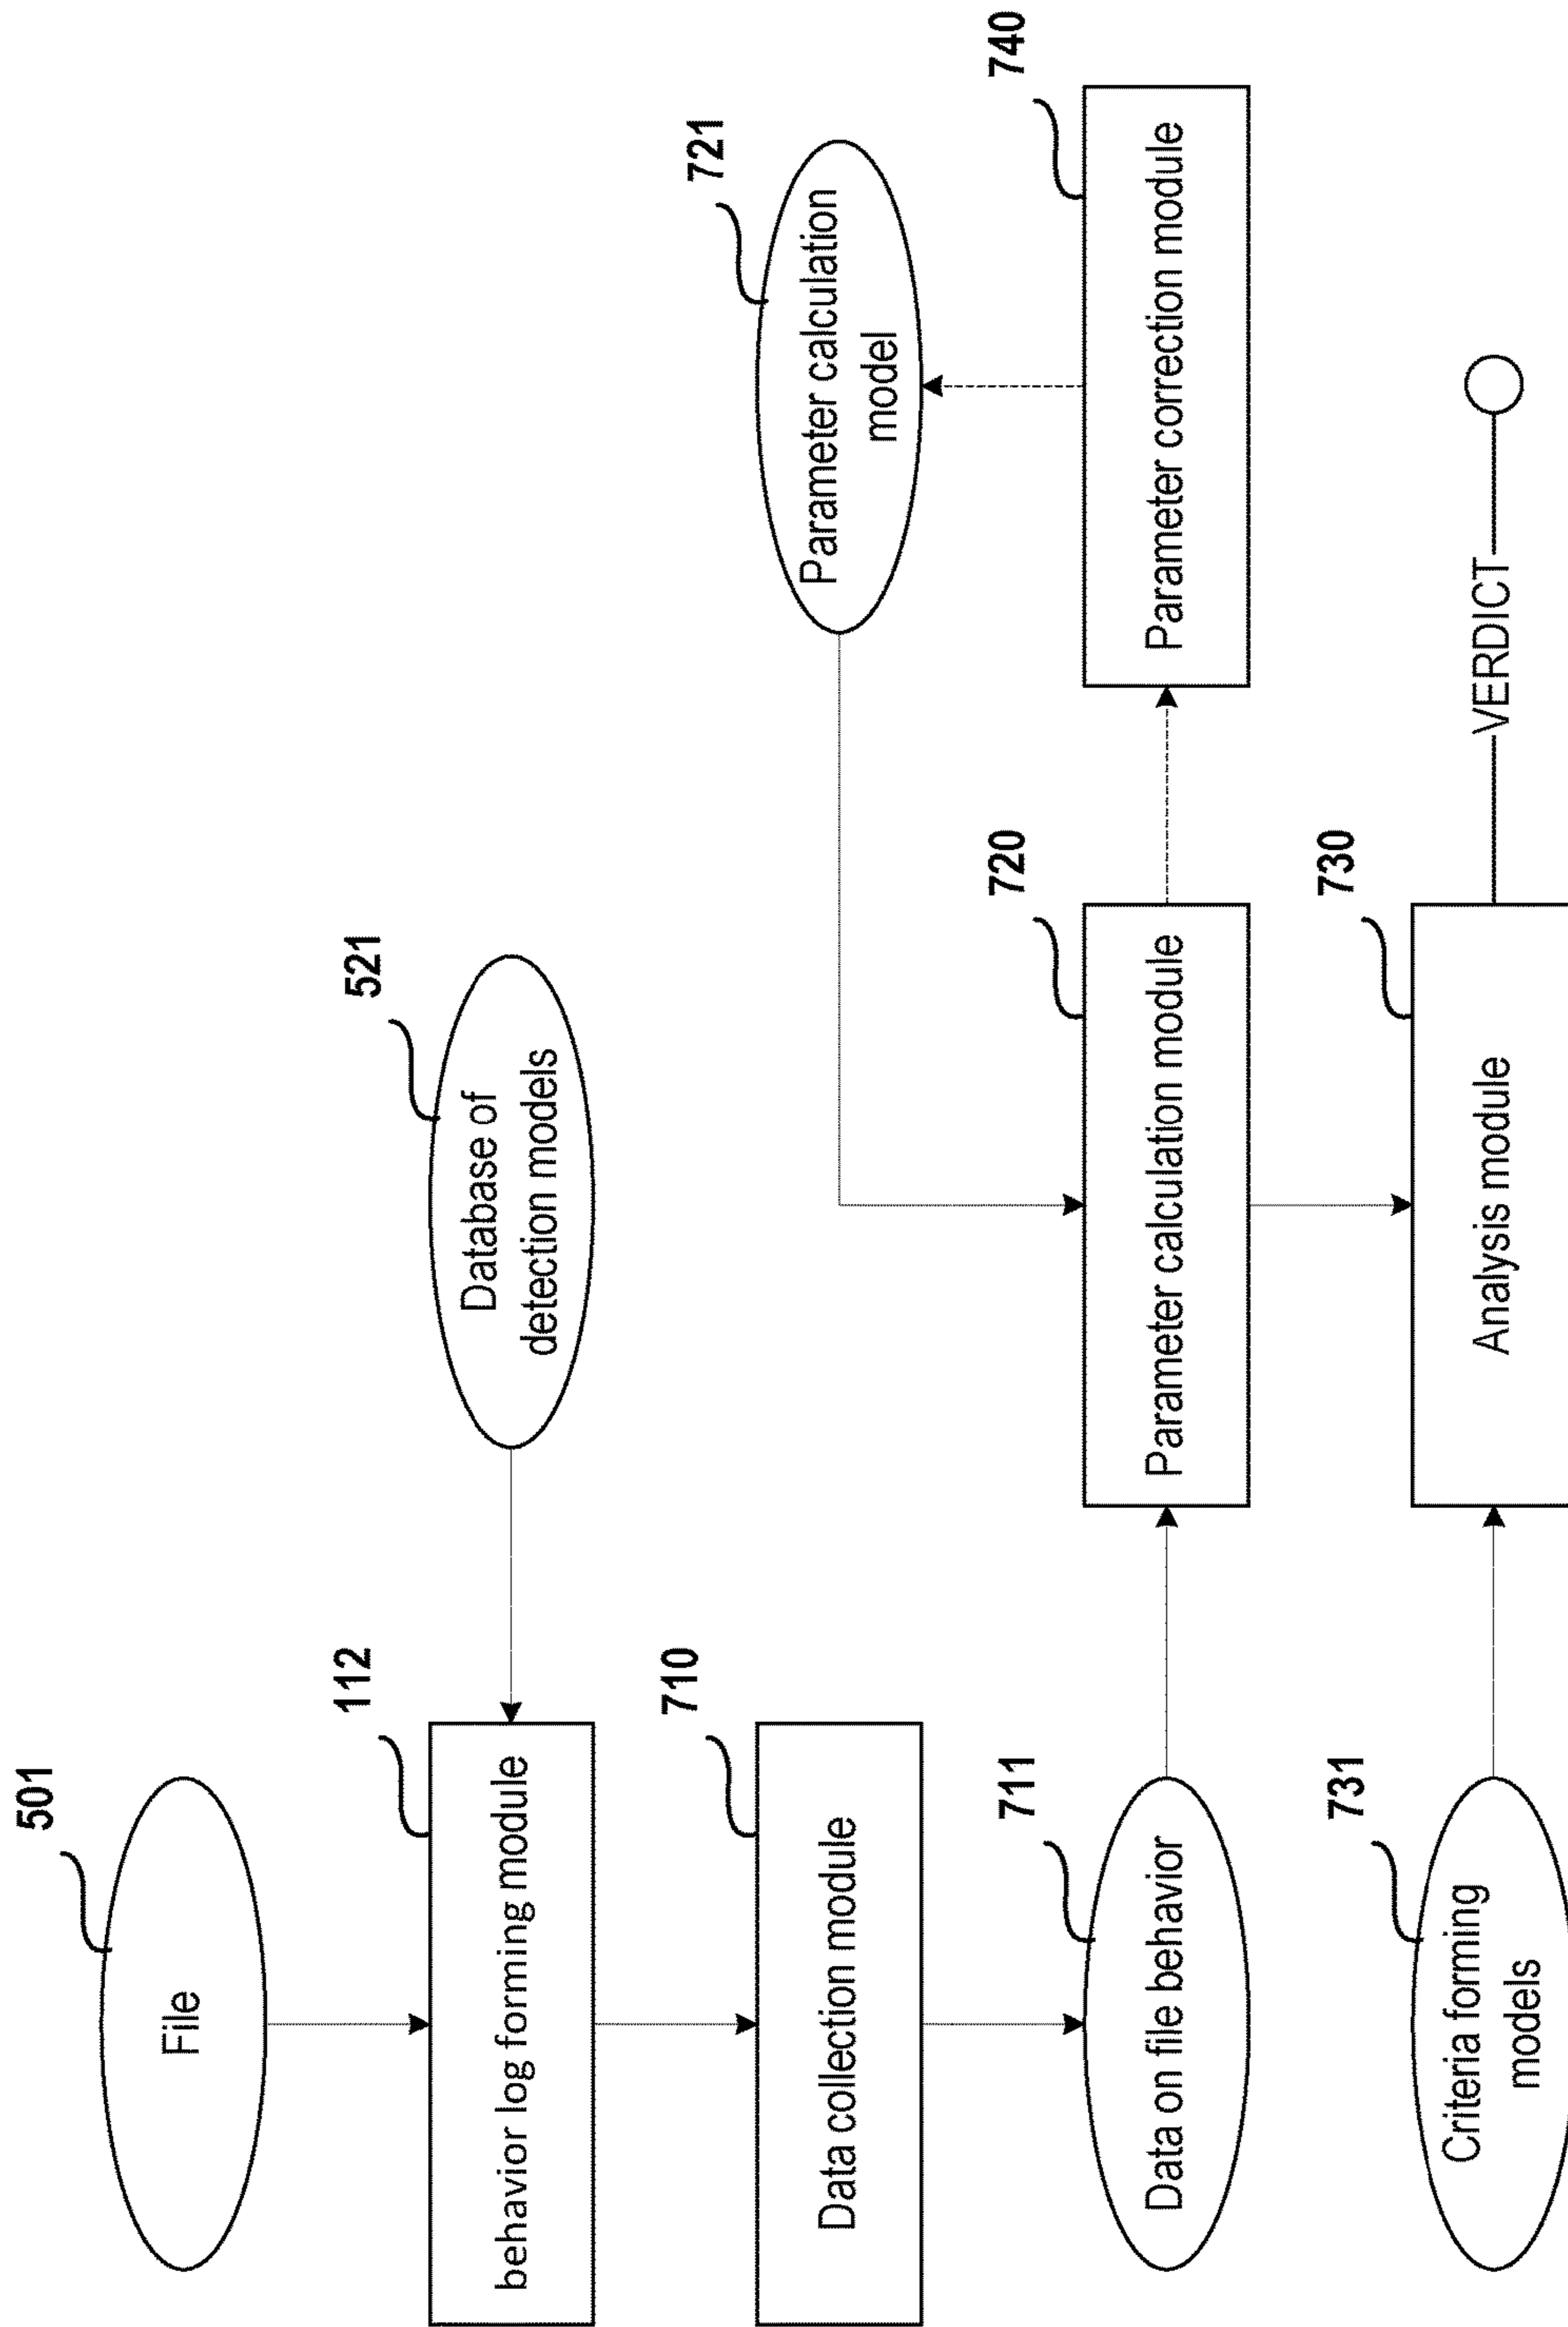 501
File
521
Database of
detection models
112
behavior log forming module
710
Data collection module
721
Parameter calculation
model
711
Data on file behavior
720
Parameter calculation module
740
Parameter correction module
731
Criteria forming
models
730
Analysis module
VERDICT